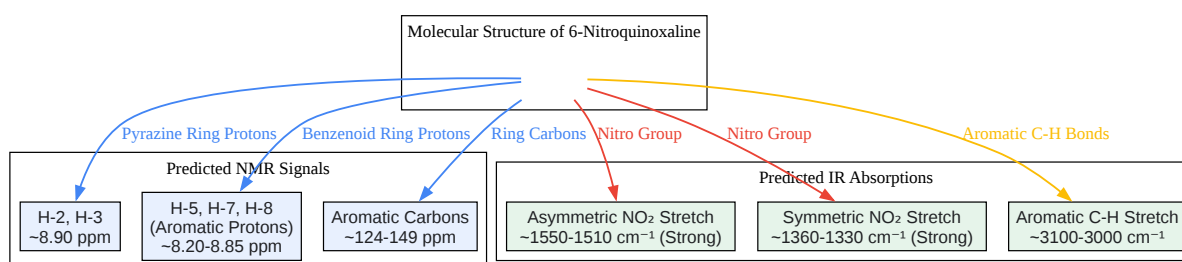 Molecular Structure of 6-Nitroquinoxaline
Pyrazine Ring Protons
Benzenoid Ring Protons
Ring Carbons
Nitro Group
Nitro Group
Aromatic C-H Bonds
Predicted NMR Signals
H-2, H-3
~8.90 ppm
H-5, H-7, H-8
(Aromatic Protons)
~8.20-8.85 ppm
Aromatic Carbons
~124-149 ppm
Predicted IR Absorptions
Asymmetric NO₂ Stretch
~1550-1510 cm⁻¹ (Strong)
Symmetric NO₂ Stretch
~1360-1330 cm⁻¹ (Strong)
Aromatic C-H Stretch
~3100-3000 cm⁻¹